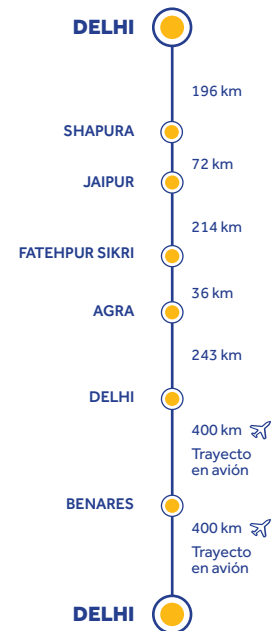 DELHI
196 km
SHAPURA
72 km
JAIPUR
214 km
FATEHPUR SIKRI
36 km
AGRA
243 km
DELHI
400 km
Trayecto
en avión
BENARES
400 km
Trayecto
en avión
DELHI